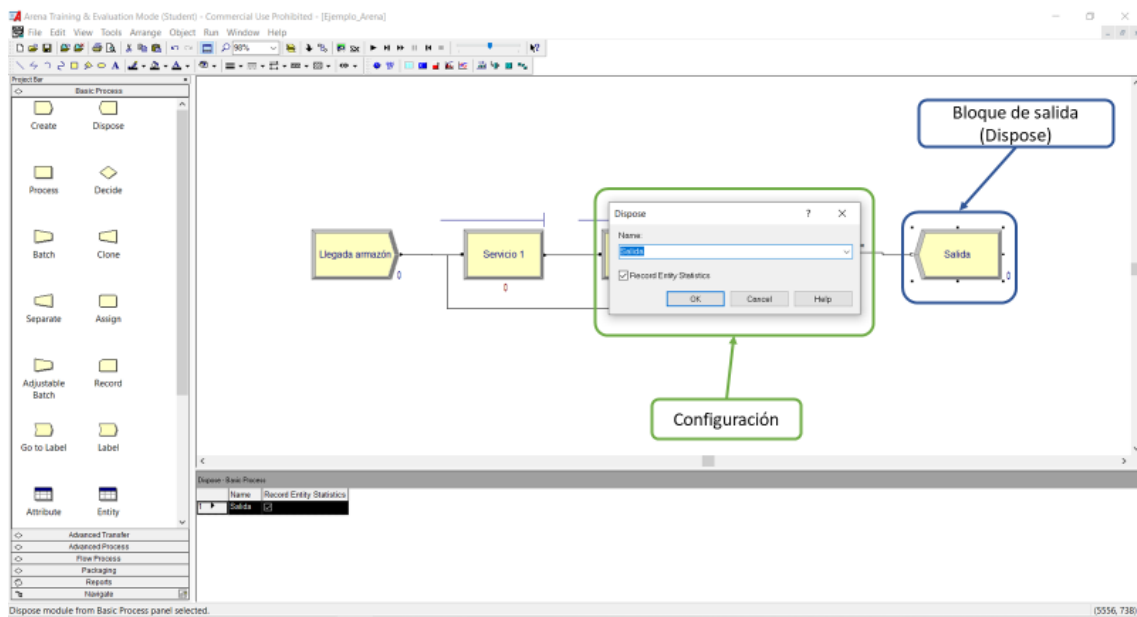 Arena Training & Evaluation Mode (Student) - Commercial Use Prohibited - [Ejemplo_Arena]
File Edit View Tools Arrange Object Run Window Help
98%
Project Bar
Basic Process
Create Dispose
Process Decide
Batch Clone
Separate Assign
Adjustable Batch Record
Go to Label Label
Attribute Entity
Advanced Transfer
Advanced Process
Flow Process
Packaging
Reports
Navigate
Bloque de salida
(Dispose)
Llegada armazón
0
Servicio 1
0
Dispose
Name:
Salida
Record Entity Statistics
OK Cancel Help
Salida
0
Configuración
Dispose - Basic Process
Name Record Entity Statistics
1 Salida
Dispose module from Basic Process panel selected.
(5556, 738)